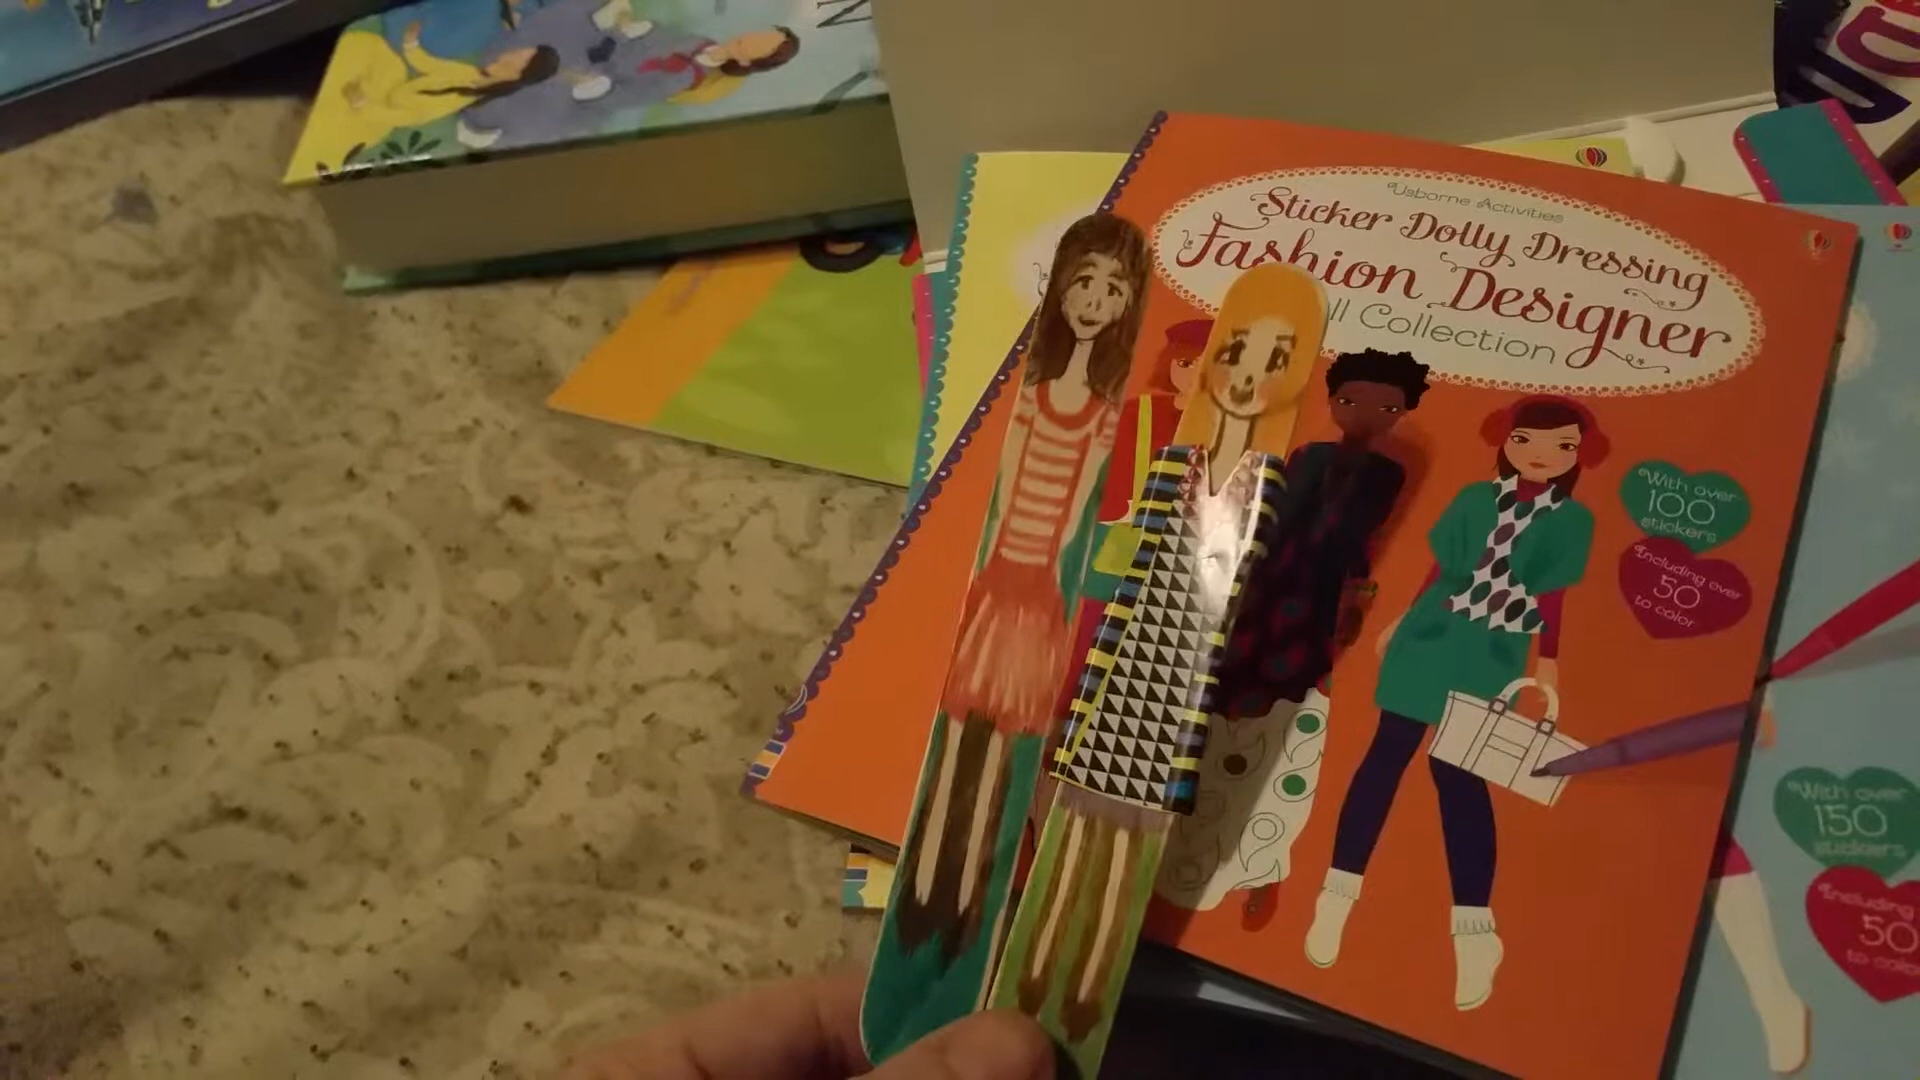 Usborne Activities
Sticker Dolly Dressing
Fashion Designer
ll Collection
With over
100
stickers
Including over
50
to color
With over
150
stickers
Including
50
to color